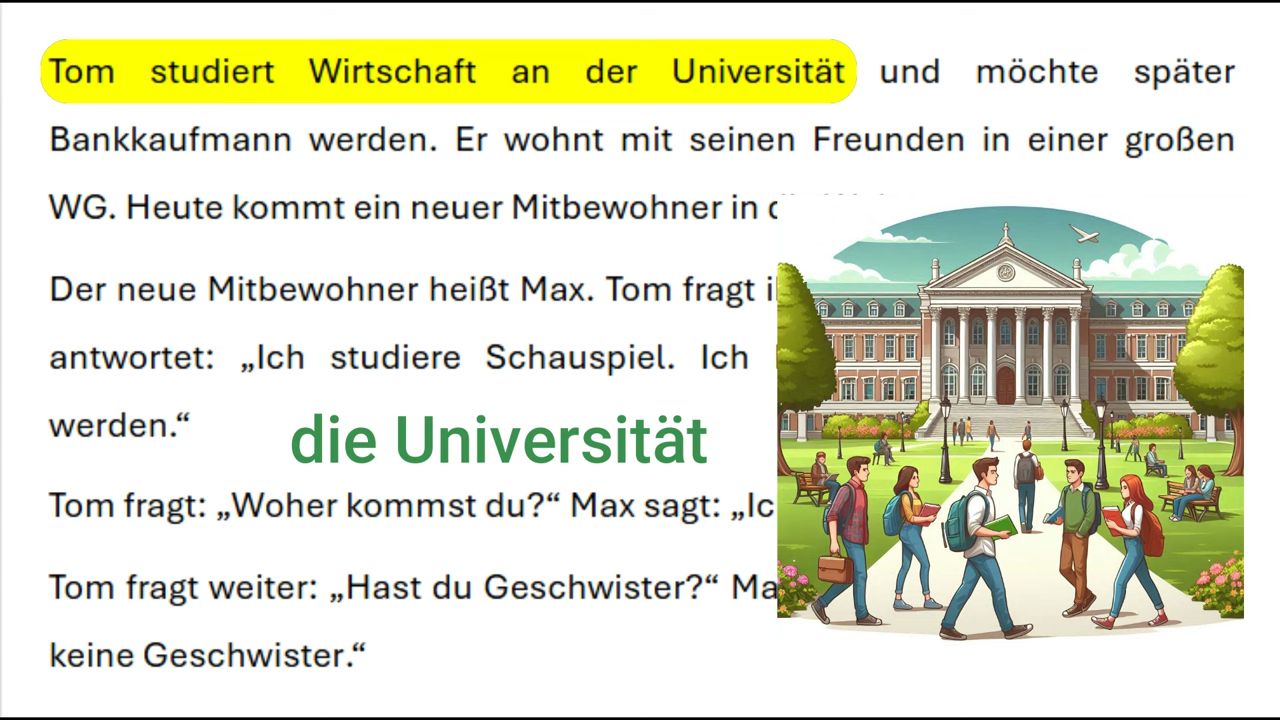 Tom studiert Wirtschaft an der Universität und möchte später
Bankkaufmann werden. Er wohnt mit seinen Freunden in einer großen
WG. Heute kommt ein neuer Mitbewohner in
Der neue Mitbewohner heißt Max. Tom fragt
antwortet: „Ich studiere Schauspiel. Ich
werden.“
die Universität
Tom fragt: „Woher kommst du?“ Max sagt:
Tom fragt weiter: „Hast du Geschwister?“
keine Geschwister.“